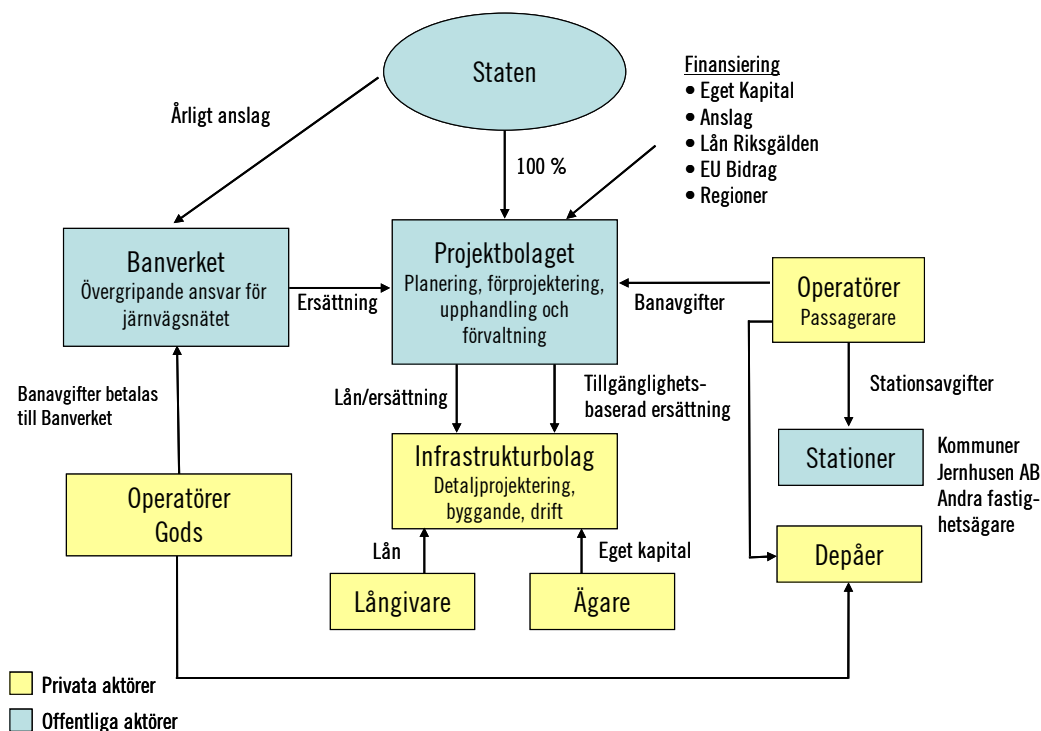 Staten
Finansiering
• Eget Kapital
• Anslag
• Lån Riksgälden
• EU Bidrag
• Regioner
Årligt anslag
100 %
Banverket
Övergripande ansvar för
järnvägsnätet
Ersättning
Projektbolaget
Planering, förprojektering,
upphandling och
förvaltning
Banavgifter
Operatörer
Passagerare
Banavgifter betalas
till Banverket
Lån/ersättning
Tillgänglighets-
baserad ersättning
Stationsavgifter
Operatörer
Gods
Infrastrukturbolag
Detaljprojektering,
byggande, drift
Stationer
Kommuner
Jernhusen AB
Andra fastig-
hetsägare
Lån
Eget kapital
Depåer
Långivare
Ägare
Privata aktörer
Offentliga aktörer